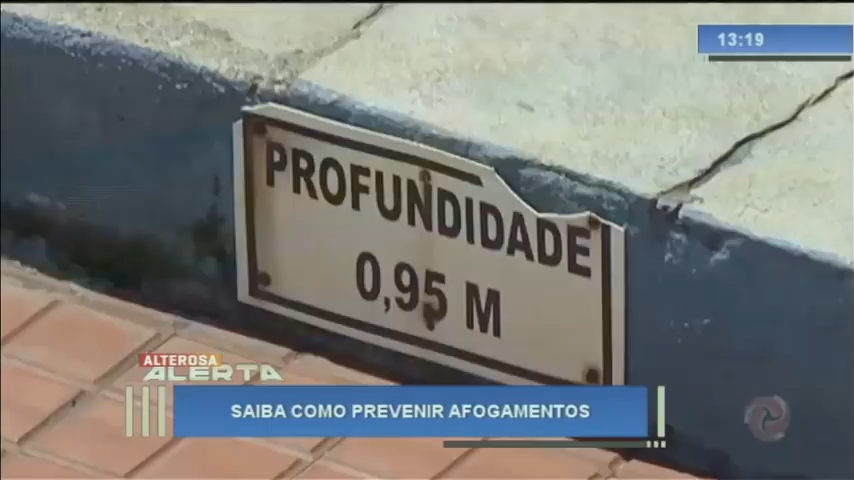 13:19
PROFUNDIDADE
0,95 M
ALTEROSA
ALERTA
SAIBA COMO PREVENIR AFOGAMENTOS